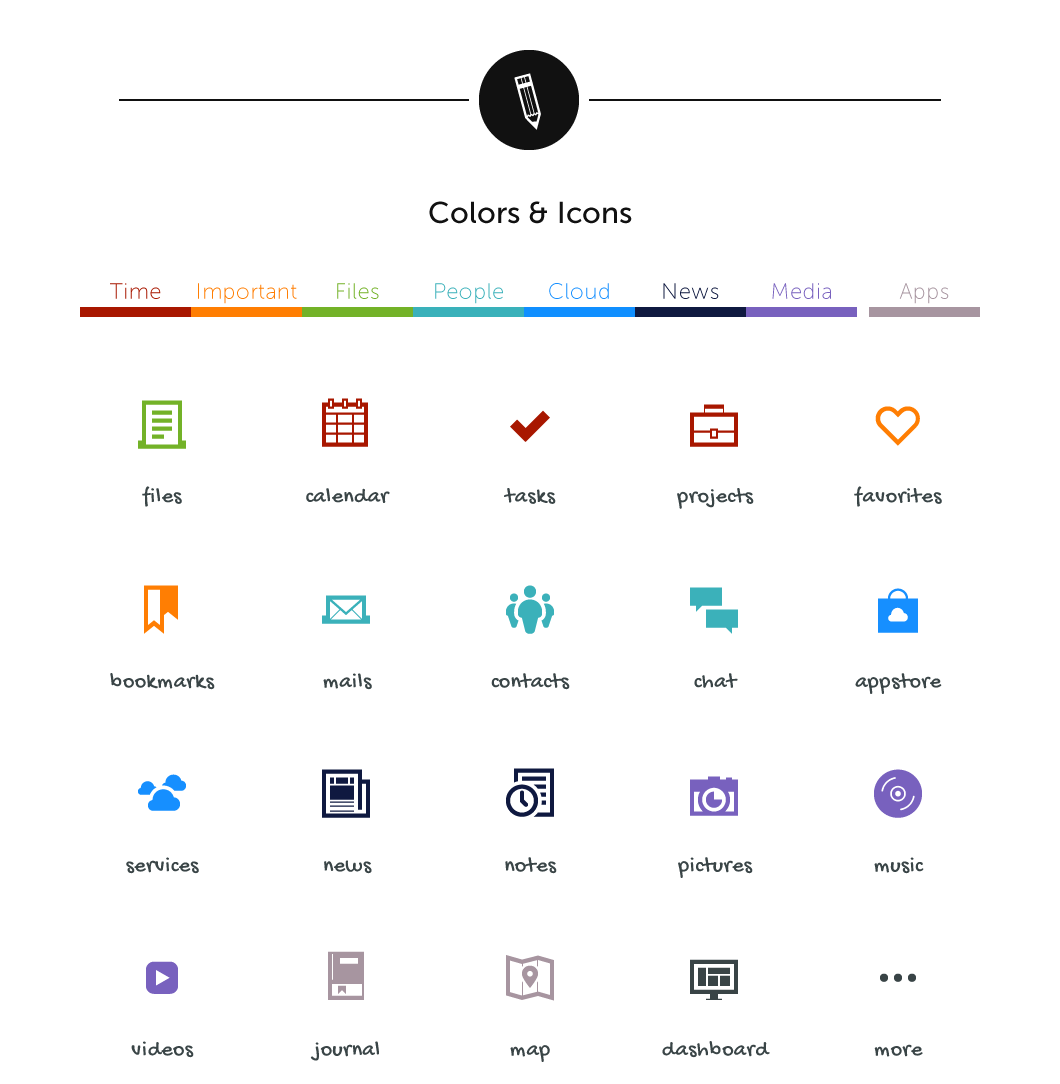 Colors & Icons
Time Important Files People Cloud News Media Apps
files calendar tasks projects favorites
bookmarks mails contacts chat appstore
services news notes pictures music
videos journal map dashboard more